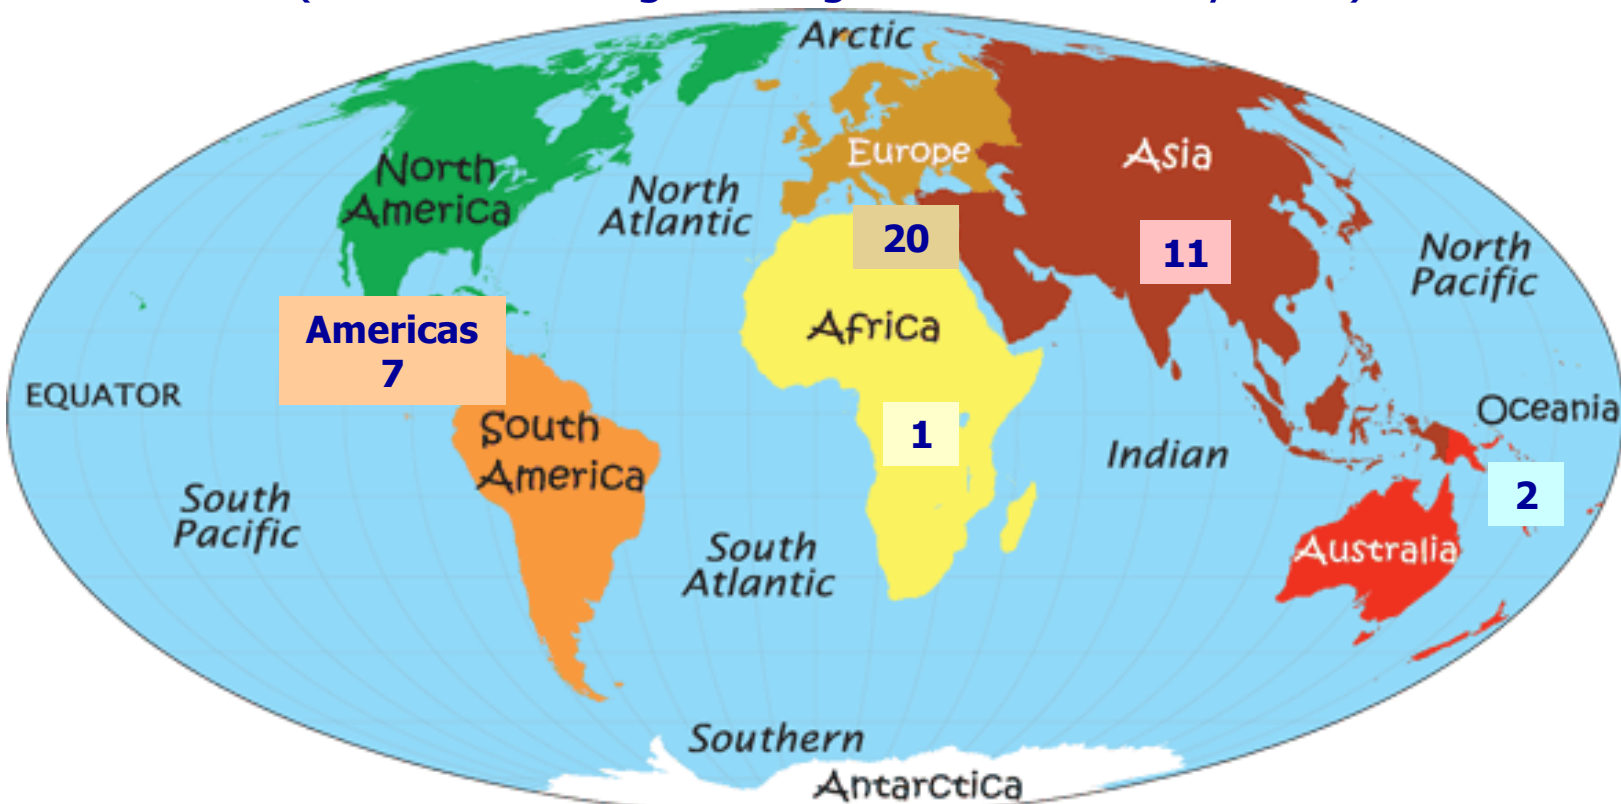 Arctic
North
America
North
Atlantic
Europe
Asia
North
Pacific
20
11
Americas
7
Africa
EQUATOR
South
America
1
Indian
Oceania
2
South
Pacific
South
Atlantic
Australia
Southern
Antarctica